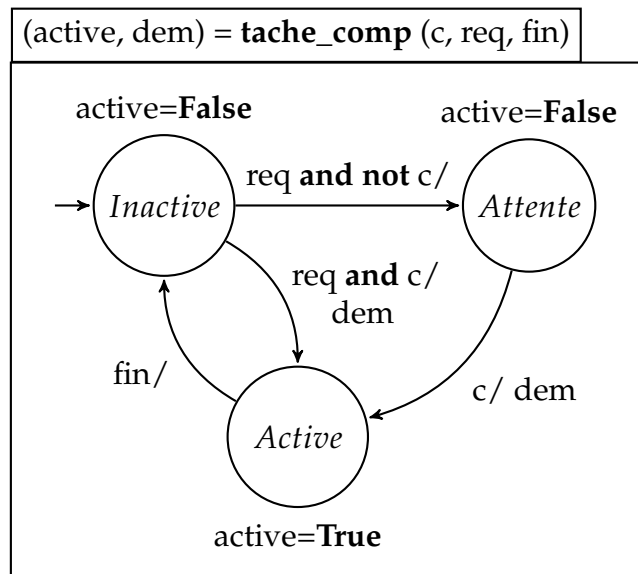 (active, dem) = tache_comp (c, req, fin)
active=False
active=False
req and not c/
Inactive
Attente
req and c/
dem
fin/
c/ dem
Active
active=True